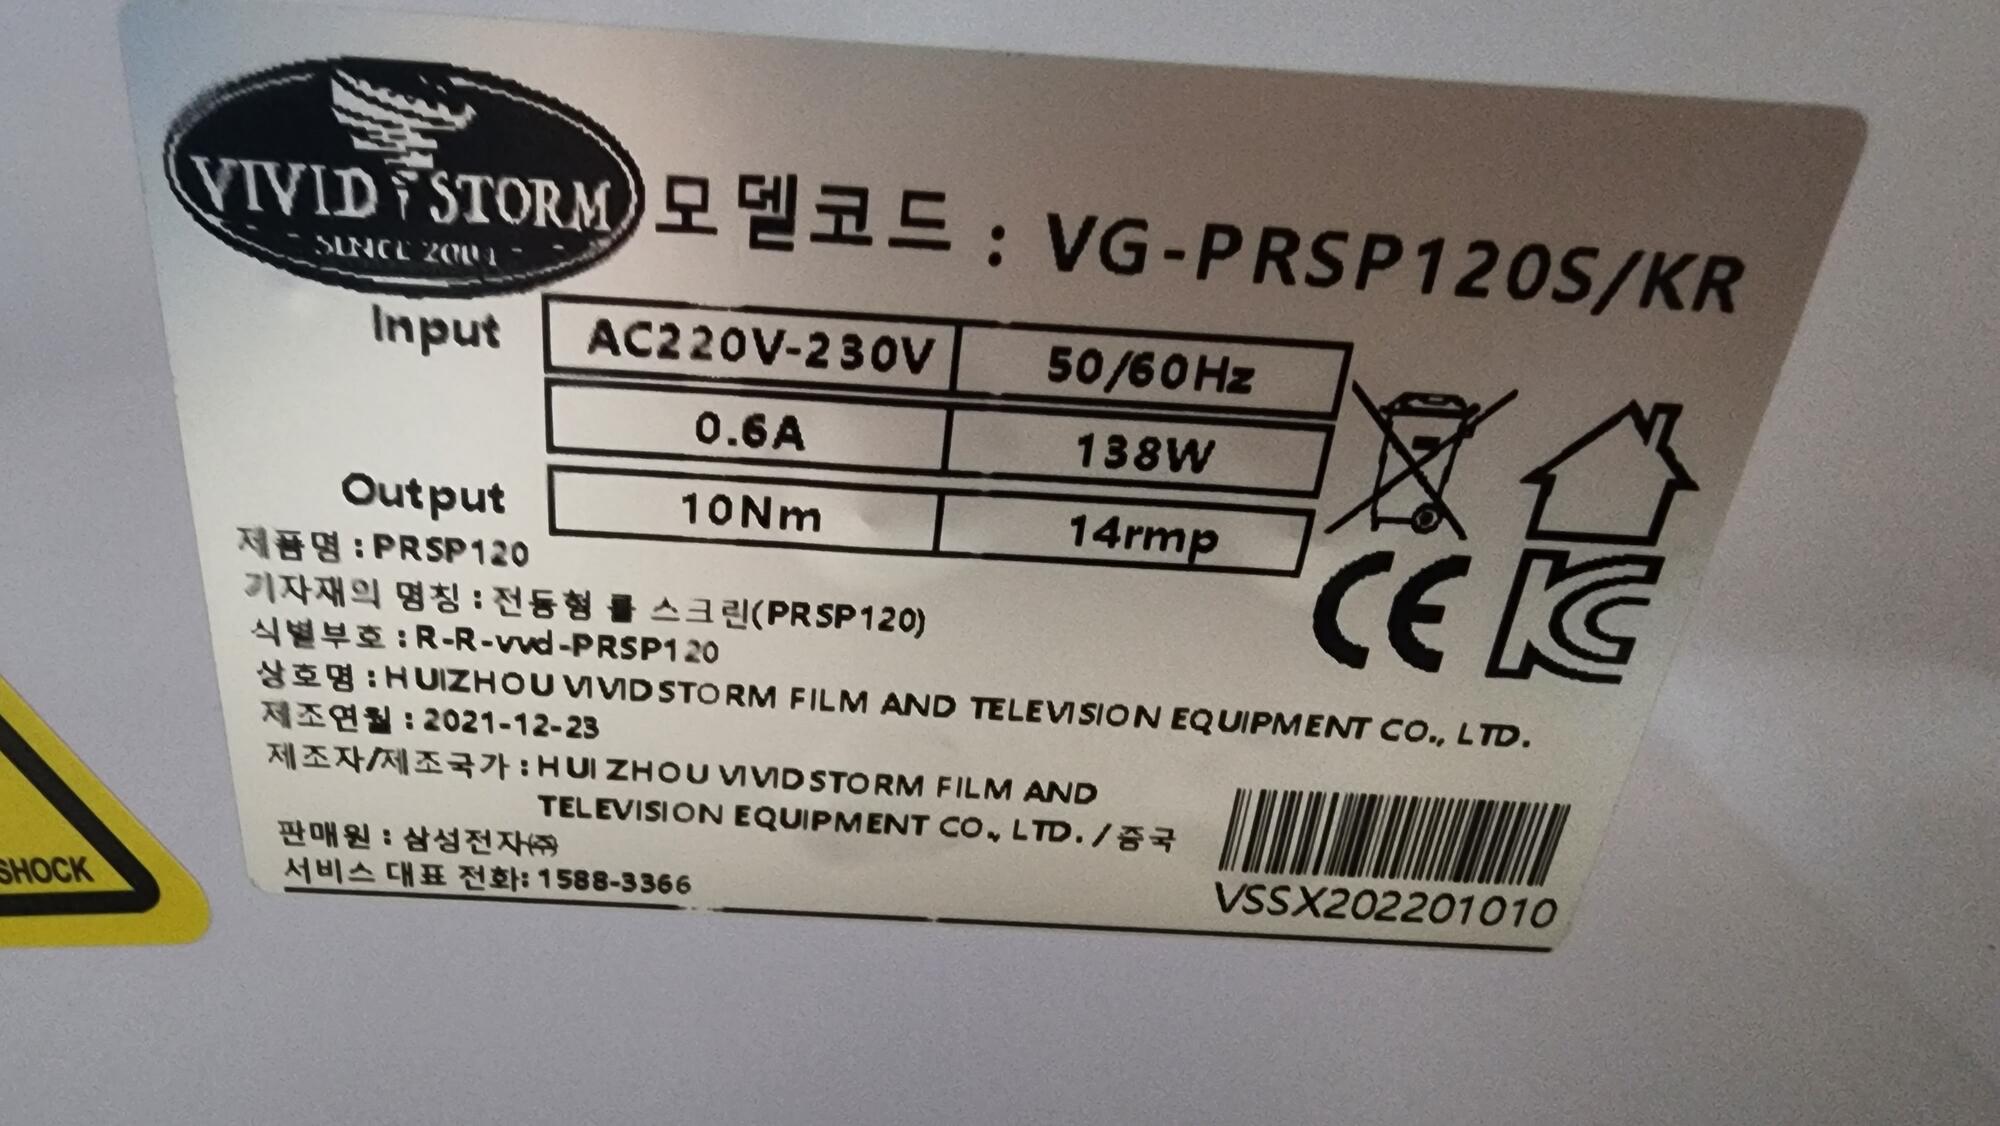 VIVID STORM
SINCE 2004
모델코드 : VG-PRSP120S/KR
Input AC220V-230V 50/60Hz
0.6A 138W
Output 10Nm 14rmp
제품명 : PRSP120
기자재의 명칭 : 전동형 롤 스크린(PRSP120)
식별부호 : R-R-vvd-PRSP120
상호명 : HUIZHOU VIVIDSTORM FILM AND TELEVISION EQUIPMENT CO., LTD.
제조연월 : 2021-12-23
제조자/제조국가 : HUIZHOU VIVIDSTORM FILM AND
TELEVISION EQUIPMENT CO., LTD. / 중국
판매원 : 삼성전자㈜
서비스 대표 전화: 1588-3366
CE KC
VSSX202201010
SHOCK